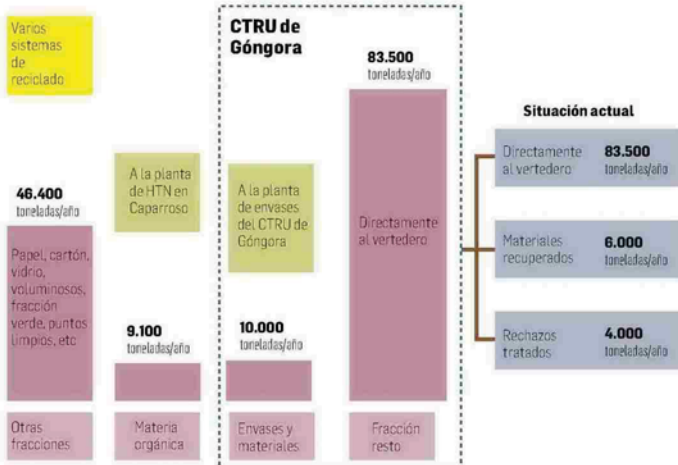 Varios
sistemas
de
reciclado
46.400
toneladas/año
Papel, cartón,
vidrio,
voluminosos,
fracción
verde, puntos
limpios, etc
Otras
fracciones
A la planta
de HTN en
Caparroso
9.100
toneladas/año
Materia
orgánica
CTRU de
Góngora
A la planta
de envases
del CTRU de
Góngora
10.000
toneladas/año
Envases y
materiales
83.500
toneladas/año
Directamente
al vertedero
Fracción
resto
Situación actual
Directamente
al vertedero
83.500
toneladas/año
Materiales
recuperados
6.000
toneladas/año
Rechazos
tratados
4.000
toneladas/año